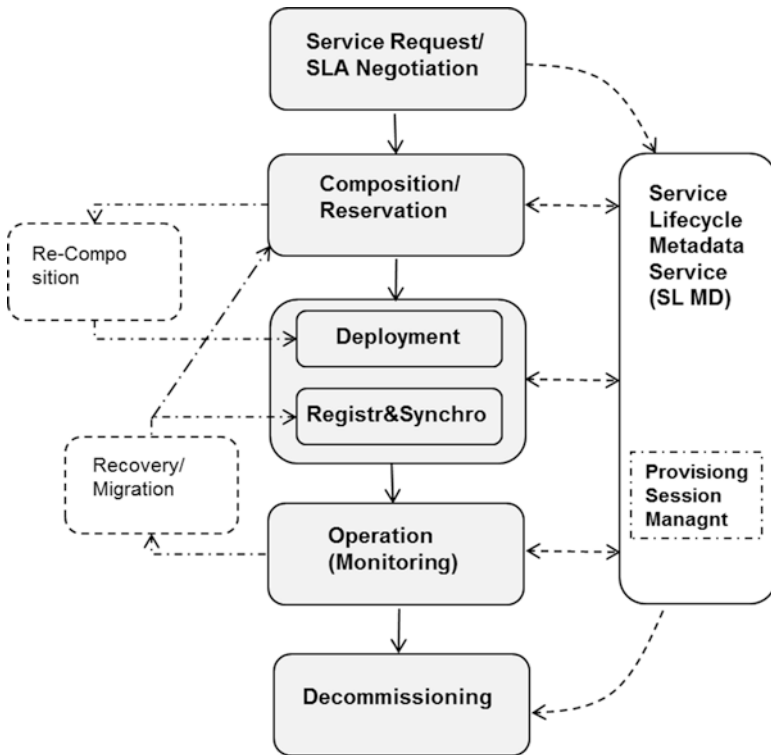 Service Request/
SLA Negotiation
Composition/
Reservation
Service
Lifecycle
Metadata
Service
(SL MD)
Re-Compo
sition
Deployment
Registr&Synchro
Recovery/
Migration
Provisiong
Session
Managnt
Operation
(Monitoring)
Decommissioning